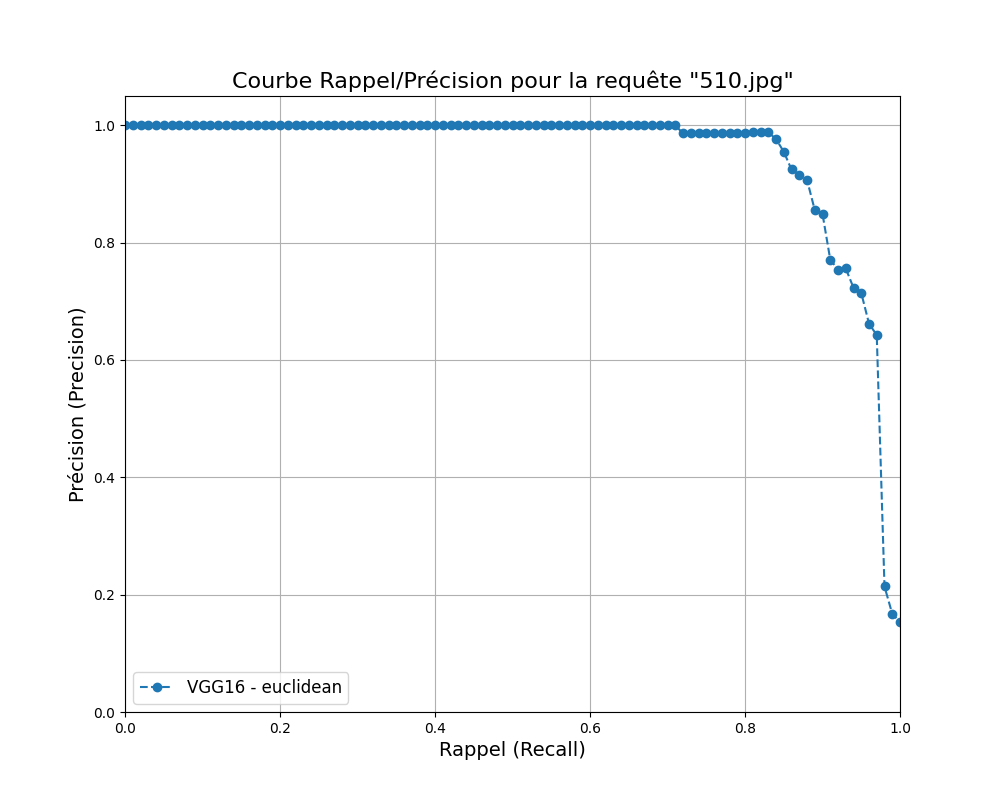 Courbe Rappel/Précision pour la requête "510.jpg"
Précision (Precision)
1.0
0.8
0.6
0.4
0.2
0.0
VGG16 - euclidean
0.0 0.2 0.4 0.6 0.8 1.0
Rappel (Recall)